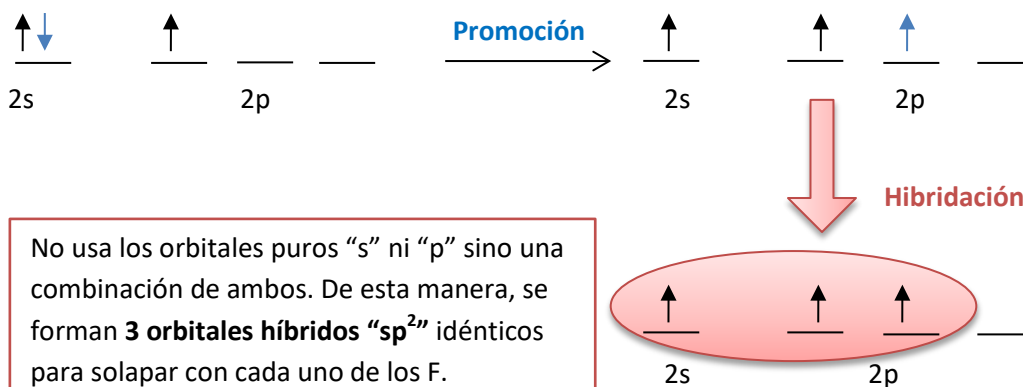 Promoción
2s 2p 2s 2p
Hibridación
No usa los orbitales puros “s” ni “p” sino una
combinación de ambos. De esta manera, se
forman 3 orbitales híbridos “sp²” idénticos
para solapar con cada uno de los F.
2s 2p